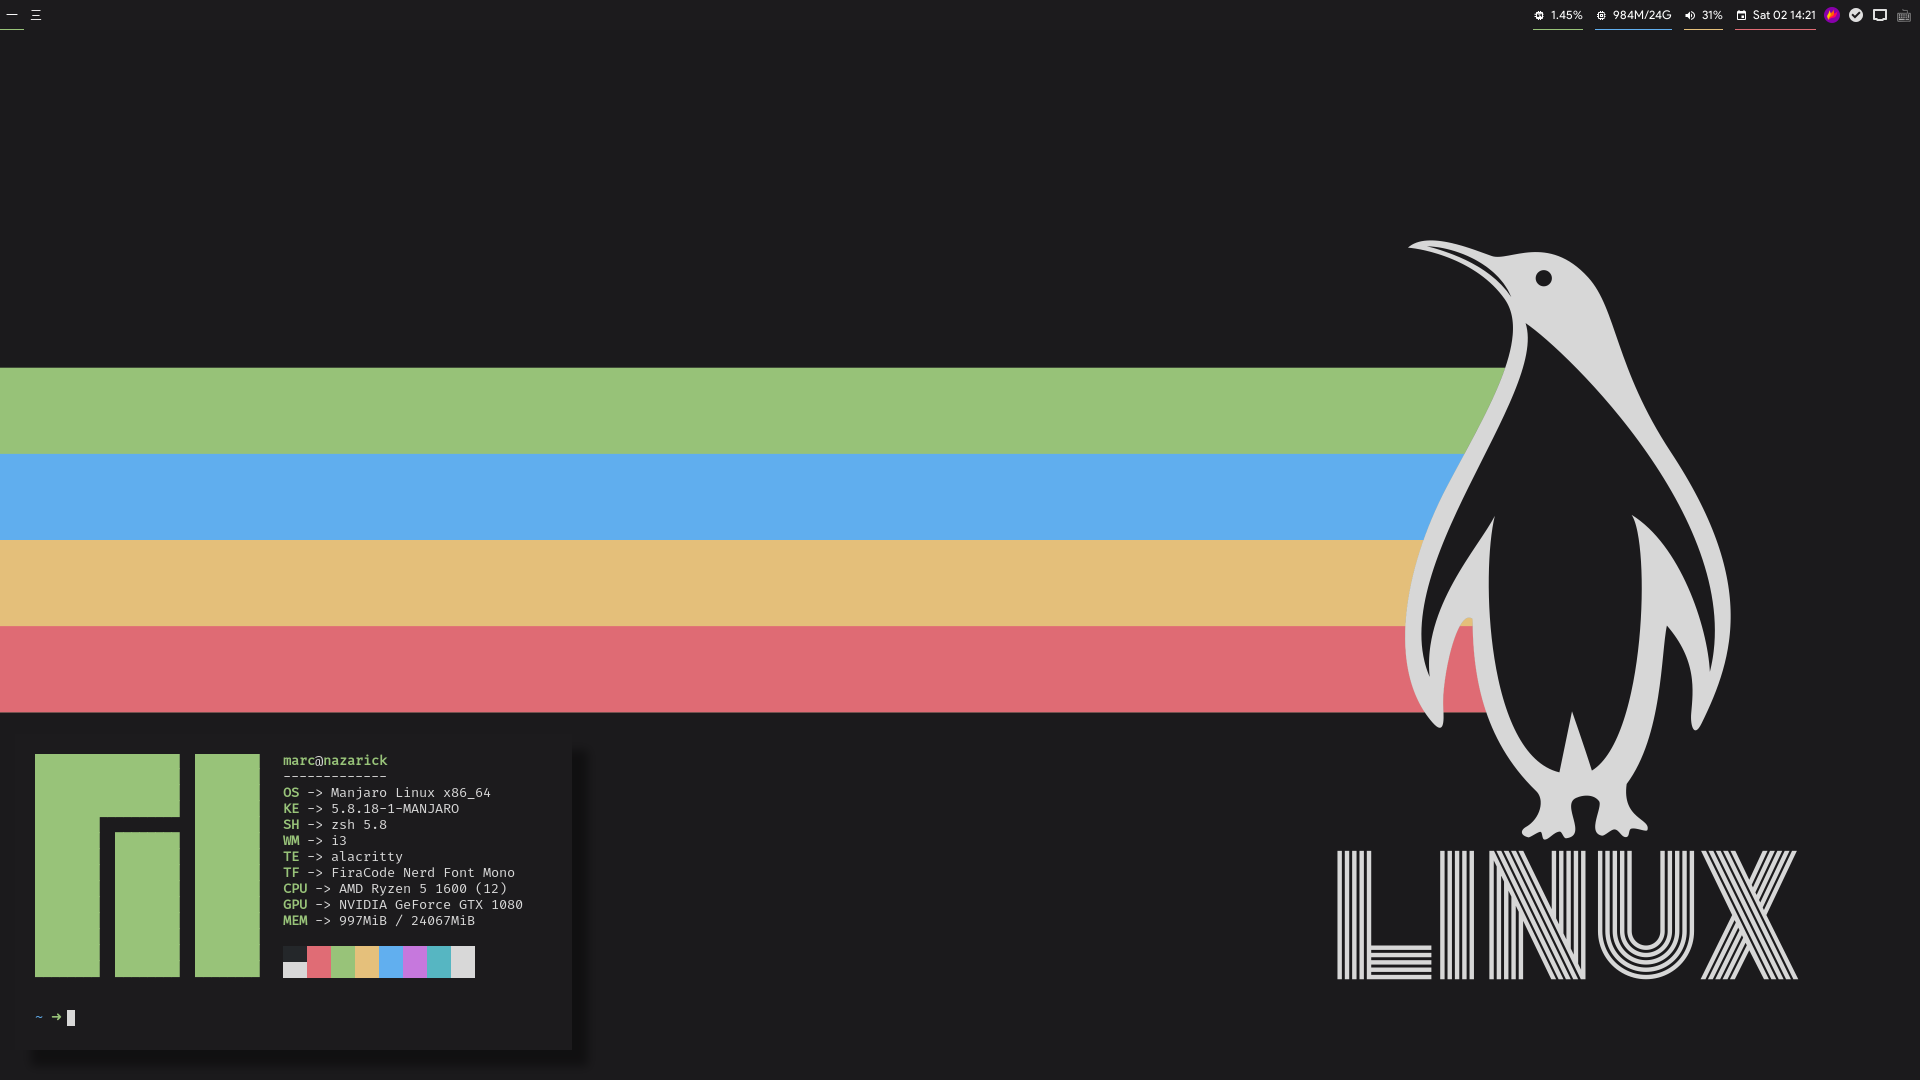 一 三 1.45% 984M/24G 31% Sat 02 14:21
marc@nazarick
-------------
OS -> Manjaro Linux x86_64
KE -> 5.8.18-1-MANJARO
SH -> zsh 5.8
WM -> i3
TE -> alacritty
TF -> FiraCode Nerd Font Mono
CPU -> AMD Ryzen 5 1600 (12)
GPU -> NVIDIA GeForce GTX 1080
MEM -> 997MiB / 24067MiB
~ ➜
LINUX